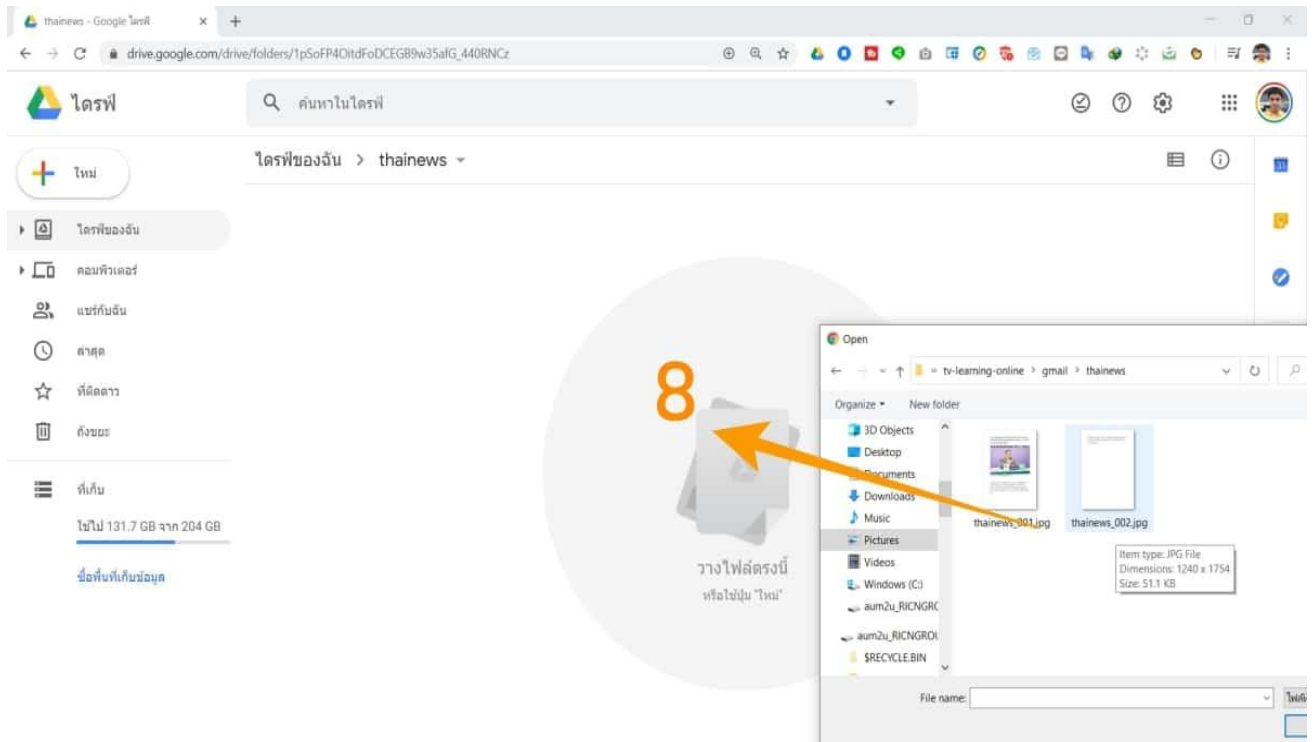 thainews - Google ไดรฟ์
drive.google.com/drive/folders/1pSoFP4OitdFoDCEGB9w35afG_440RNCz
ไดรฟ์
ค้นหาในไดรฟ์
ใหม่
ไดรฟ์ของฉัน > thainews
ไดรฟ์ของฉัน
คอมพิวเตอร์
แชร์กับฉัน
ล่าสุด
ที่ติดดาว
ถังขยะ
ที่เก็บ
ใช้ไป 131.7 GB จาก 204 GB
ซื้อพื้นที่เก็บข้อมูล
8
วางไฟล์ตรงนี้
หรือใช้ปุ่ม "ใหม่"
31
Open
tv-learning-online > gmail > thainews
Organize
New folder
3D Objects
Desktop
Documents
Downloads
Music
Pictures
Videos
Windows (C:)
aum2u_RICNGRO
aum2u_RICNGROU
$RECYCLE.BIN
thainews_001.jpg
thainews_002.jpg
Item type: JPG File
Dimensions: 1240 x 1754
Size: 51.1 KB
File name: